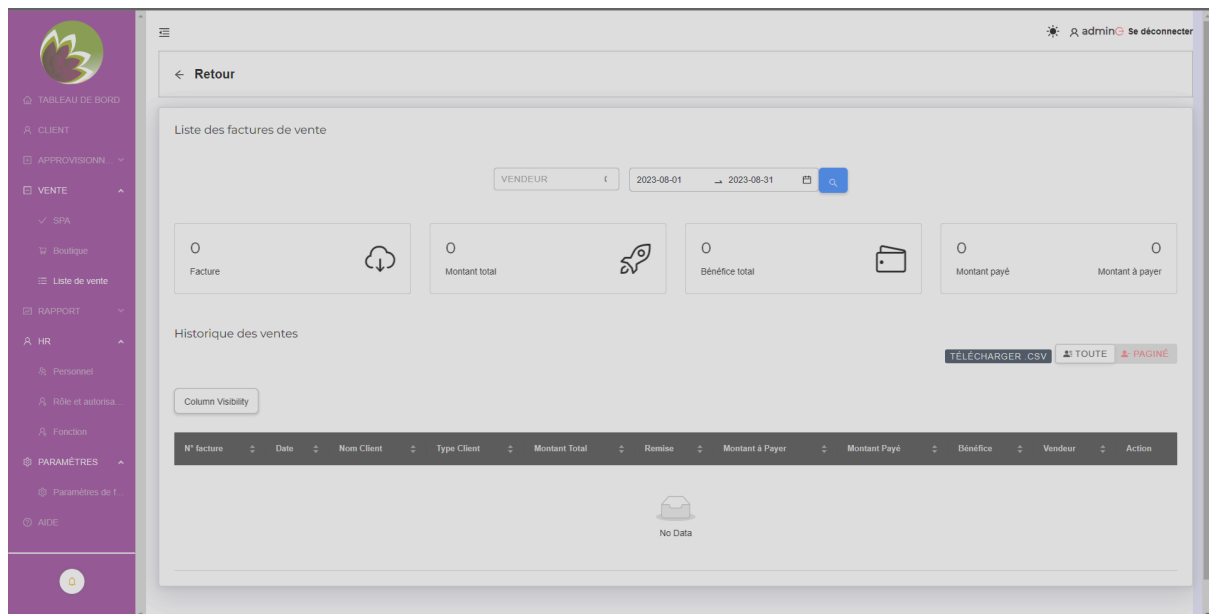 admin Se déconnecter
← Retour
TABLEAU DE BORD
CLIENT
APPROVISIONN...
VENTE
SPA
Boutique
Liste de vente
RAPPORT
HR
Personnel
Rôle et autorisa...
Fonction
PARAMÈTRES
Paramètres de f...
AIDE
Liste des factures de vente
VENDEUR 2023-08-01 → 2023-08-31
0 0 0 0 0
Facture Montant total Bénéfice total Montant payé Montant à payer
Historique des ventes
TÉLÉCHARGER .CSV TOUTE PAGINÉ
Column Visibility
N° facture Date Nom Client Type Client Montant Total Remise Montant à Payer Montant Payé Bénéfice Vendeur Action
No Data